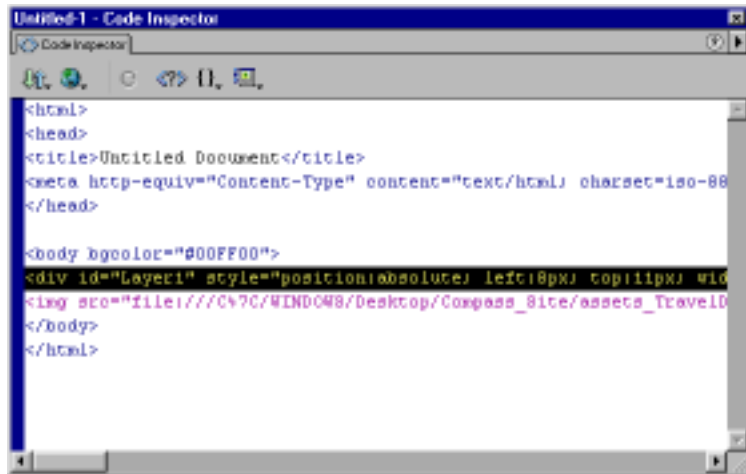 Untitled-1 - Code Inspector
Code Inspector
<html>
<head>
<title>Untitled Document</title>
<meta http-equiv="Content-Type" content="text/html; charset=iso-88
</head>
<body bgcolor="#00FF00">
<div id="Layer1" style="position:absolute; left:8px; top:11px; wid
<img src="file:///C%7C/WINDOWS/Desktop/Compass_Site/assets_TravelD
</body>
</html>